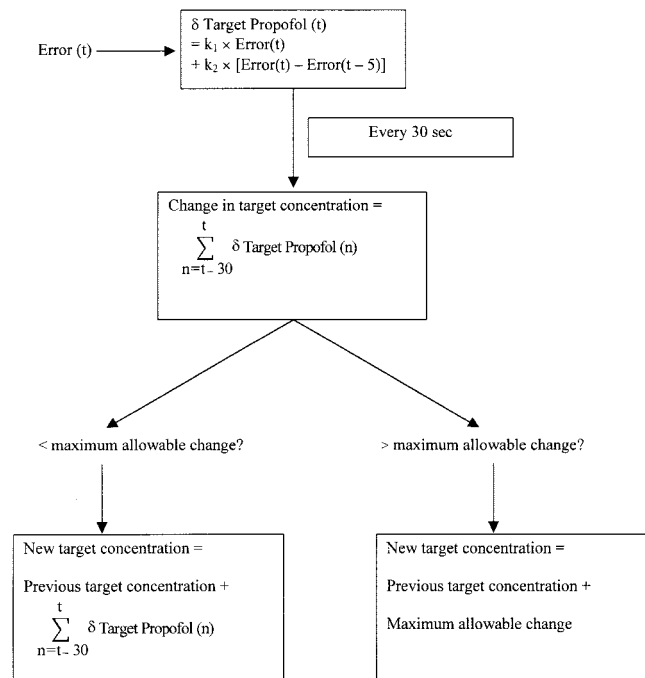 δ Target Propofol (t)
= k₁ × Error(t)
+ k₂ × [Error(t) – Error(t – 5)]
Error (t)
Every 30 sec
Change in target concentration =
t
∑ δ Target Propofol (n)
n=t– 30
< maximum allowable change?
> maximum allowable change?
New target concentration =
Previous target concentration +
t
∑ δ Target Propofol (n)
n=t– 30
New target concentration =
Previous target concentration +
Maximum allowable change